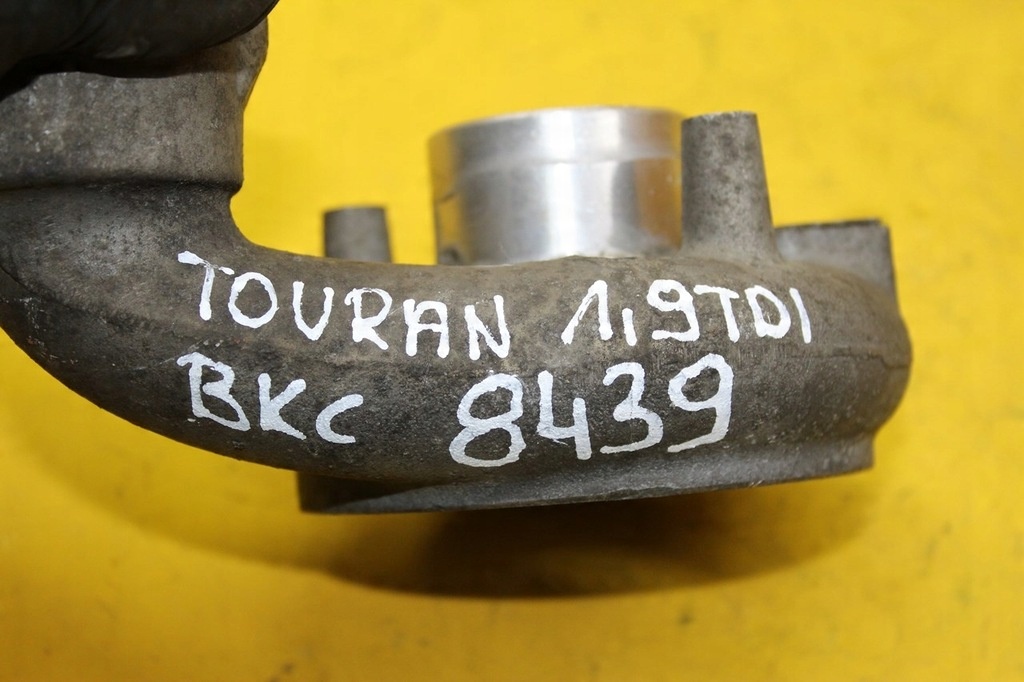 TOURAN 1,9TDI
BKC 8439